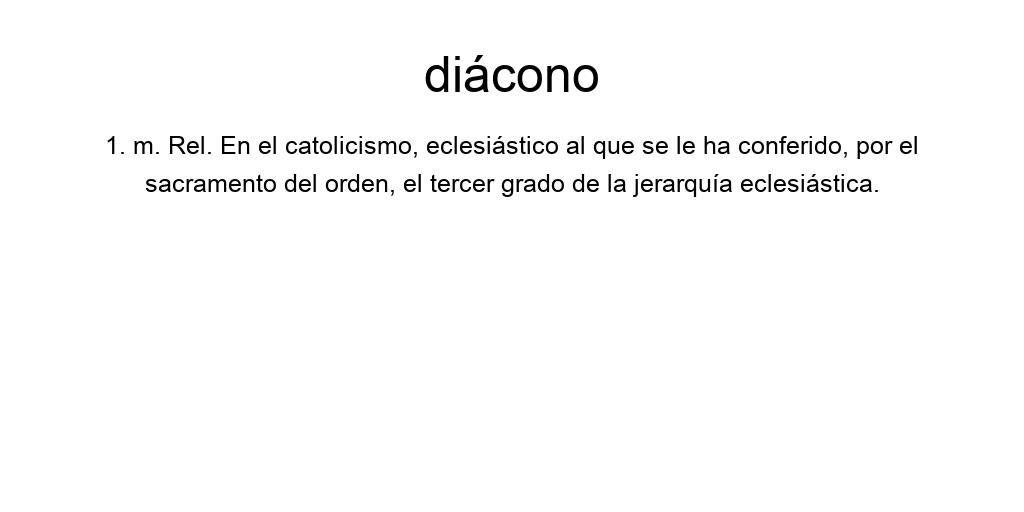 diácono
1. m. Rel. En el catolicismo, eclesiástico al que se le ha conferido, por el
sacramento del orden, el tercer grado de la jerarquía eclesiástica.